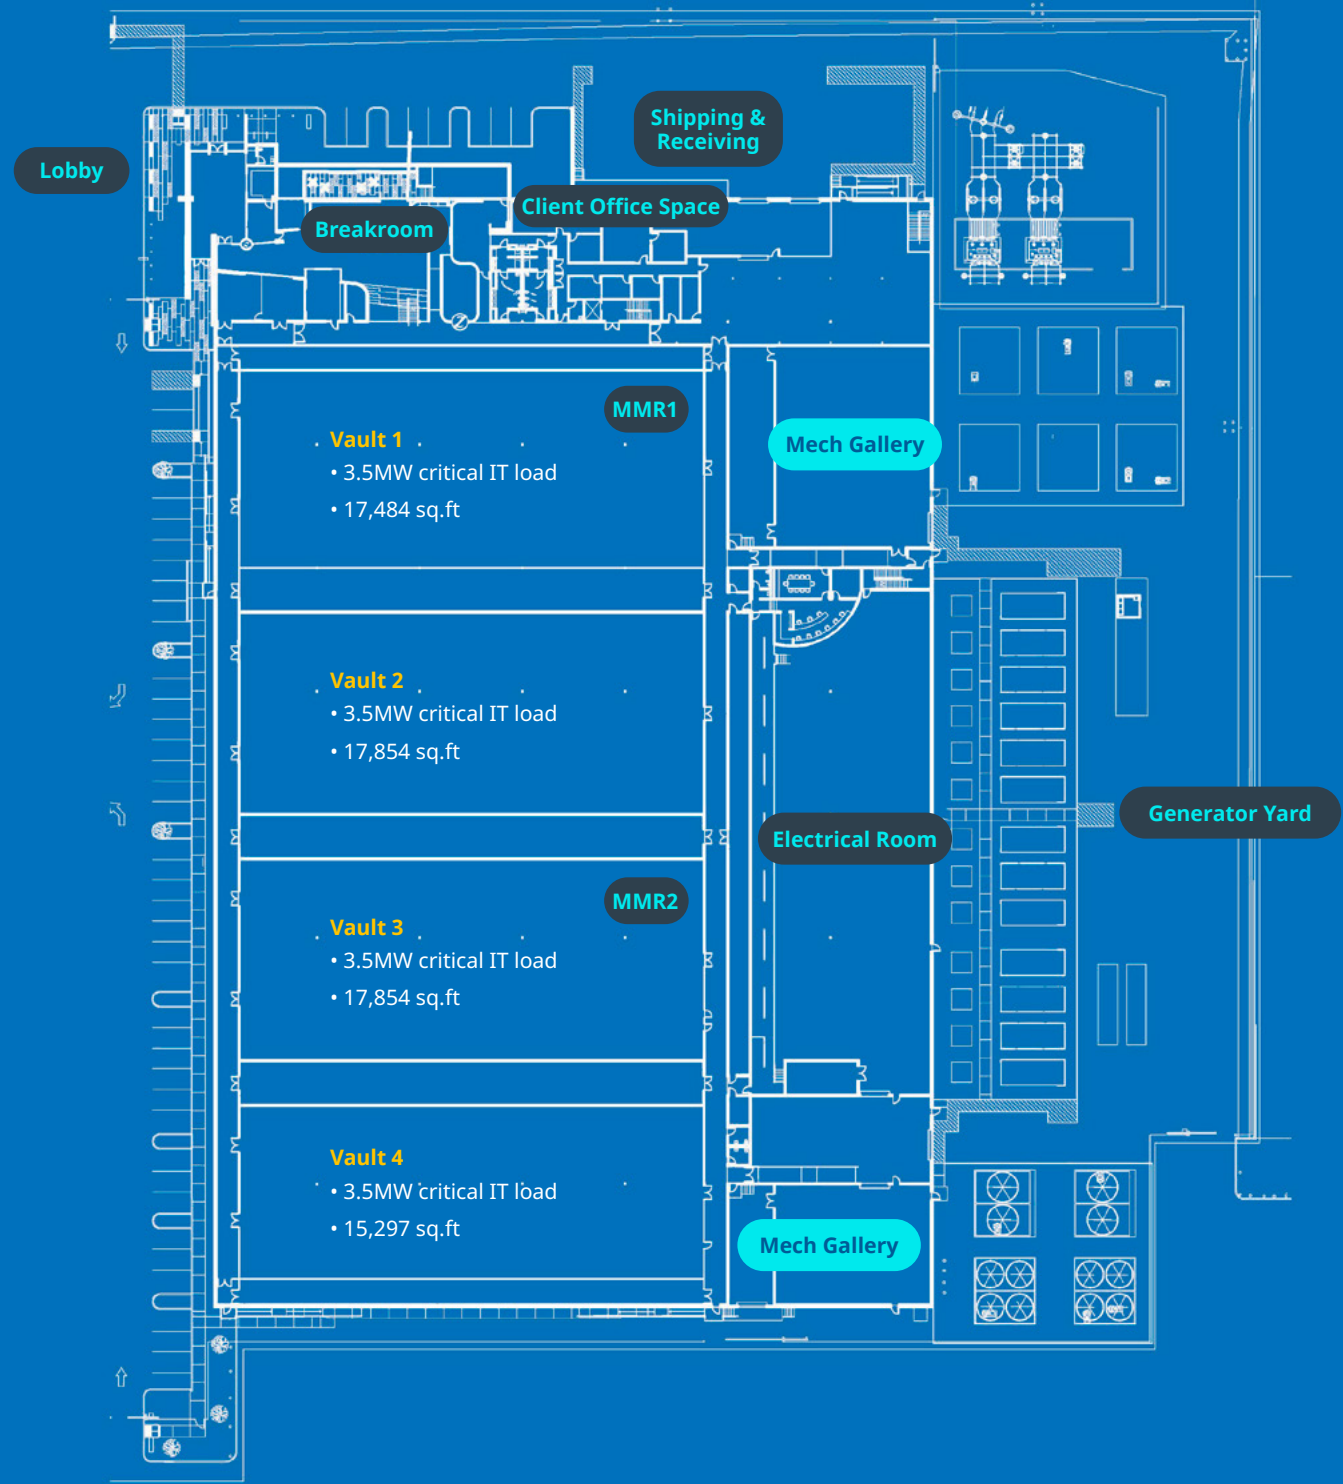 Shipping &
Receiving
Lobby
Client Office Space
Breakroom
MMR1
Vault 1
• 3.5MW critical IT load
• 17,484 sq.ft
Mech Gallery
Vault 2
• 3.5MW critical IT load
• 17,854 sq.ft
Generator Yard
Electrical Room
MMR2
Vault 3
• 3.5MW critical IT load
• 17,854 sq.ft
Vault 4
• 3.5MW critical IT load
• 15,297 sq.ft
Mech Gallery